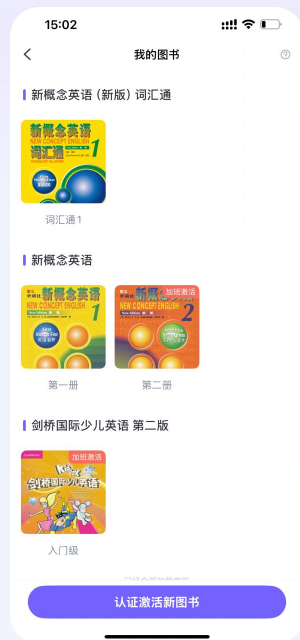 15:02
我的图书
新概念英语（新版）词汇通
新概念英语
NEW CONCEPT ENGLISH
词汇通
1
词汇通1
新概念英语
新概念英语
NEW CONCEPT ENGLISH
1
加班激活
NEW CONCEPT ENGLISH
2
第一册
第二册
剑桥国际少儿英语 第二版
加班激活
剑桥国际少儿英语
入门级
认证激活新图书